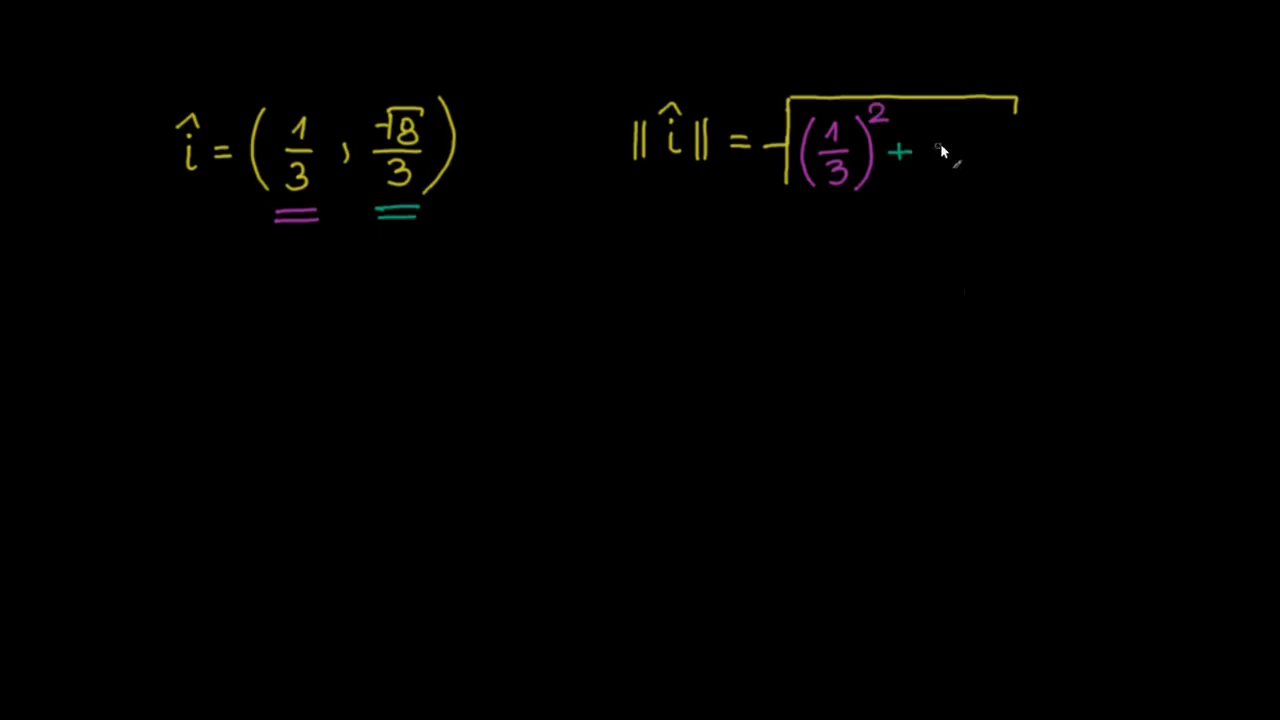 î = (1/3, √8/3) ||î|| = √((1/3)² +